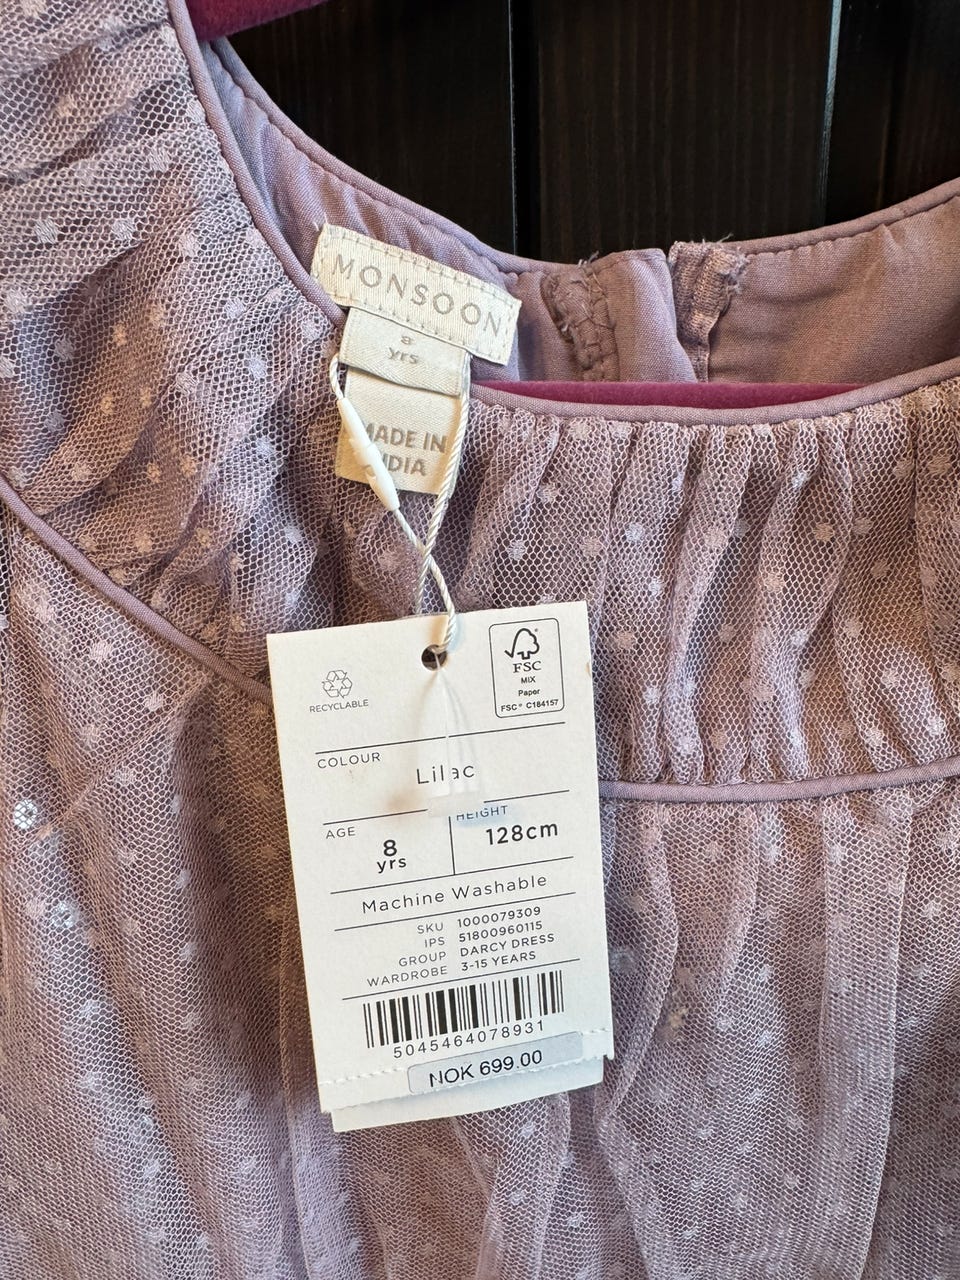 MONSOON
8
yrs
MADE IN
INDIA
RECYCLABLE
FSC
MIX
Paper
FSC® C184157
COLOUR
Lilac
AGE
8
yrs
HEIGHT
128cm
Machine Washable
SKU 1000079309
IPS 51800960115
GROUP DARCY DRESS
WARDROBE 3-15 YEARS
5045464078931
NOK 699.00